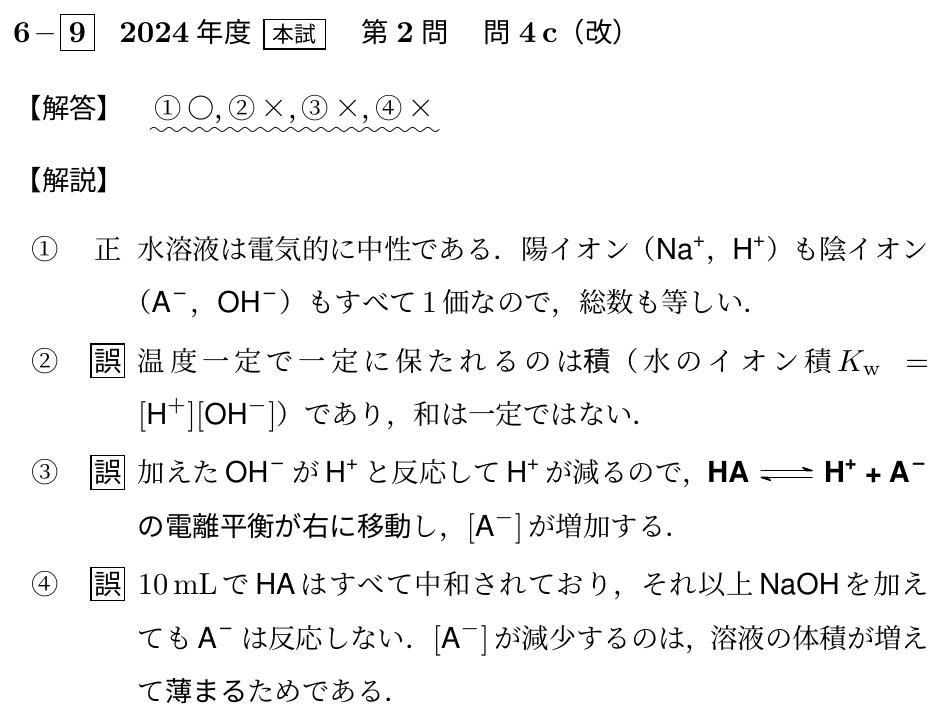 6–9 2024年度 本試 第2問 問4c（改）
【解答】 ①○,②×,③×,④×
【解説】
① 正 水溶液は電気的に中性である．陽イオン（Na⁺，H⁺）も陰イオン
（A⁻，OH⁻）もすべて1価なので，総数も等しい．
② 誤 温度一定で一定に保たれるのは積（水のイオン積Kw =
[H⁺][OH⁻]）であり，和は一定ではない．
③ 誤 加えたOH⁻がH⁺と反応してH⁺が減るので，HA ⇌ H⁺ + A⁻
の電離平衡が右に移動し，[A⁻]が増加する．
④ 誤 10 mLでHAはすべて中和されており，それ以上NaOHを加え
てもA⁻は反応しない．[A⁻]が減少するのは，溶液の体積が増え
て薄まるためである．